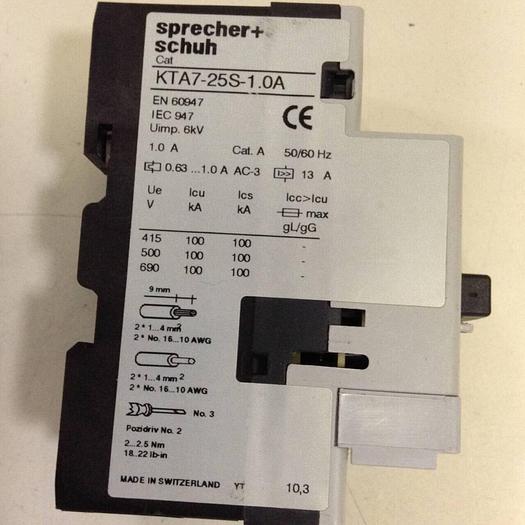 sprecher+
schuh
Cat
KTA7-25S-1.0A
EN 60947
IEC 947
Uimp. 6kV
CE
1.0 A Cat. A 50/60 Hz
0.63 ...1.0 A AC-3 I>> 13 A
Ue Icu Ics Icc>Icu
V kA kA max
gL/gG
415 100 100 -
500 100 100 -
690 100 100 -
9 mm
2 * 1...4 mm²
2 * No. 16...10 AWG
2 * 1...4 mm²
2 * No. 16...10 AWG
No. 3
Pozidriv No. 2
2...2.5 Nm
18...22 lb-in
MADE IN SWITZERLAND YT 10,3